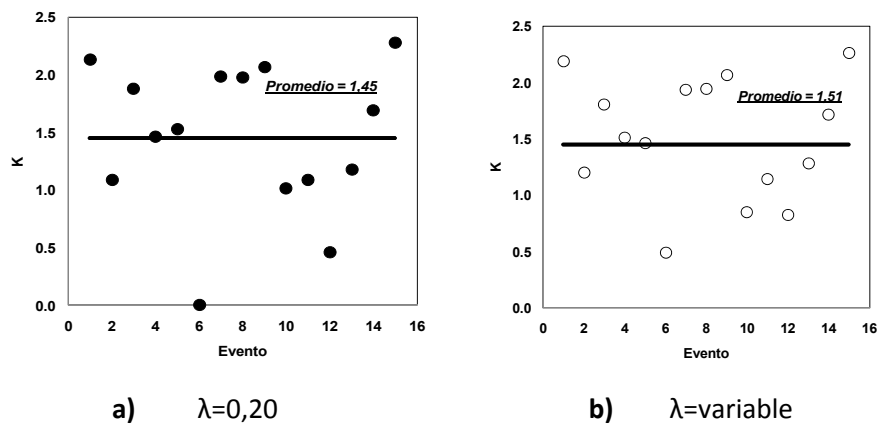 2.5
2.0
1.5
1.0
0.5
0.0
K
Promedio = 1.45
0 2 4 6 8 10 12 14 16
Evento
a) λ=0,20
2.5
2.0
1.5
1.0
0.5
0.0
K
Promedio = 1.51
0 2 4 6 8 10 12 14 16
Evento
b) λ=variable